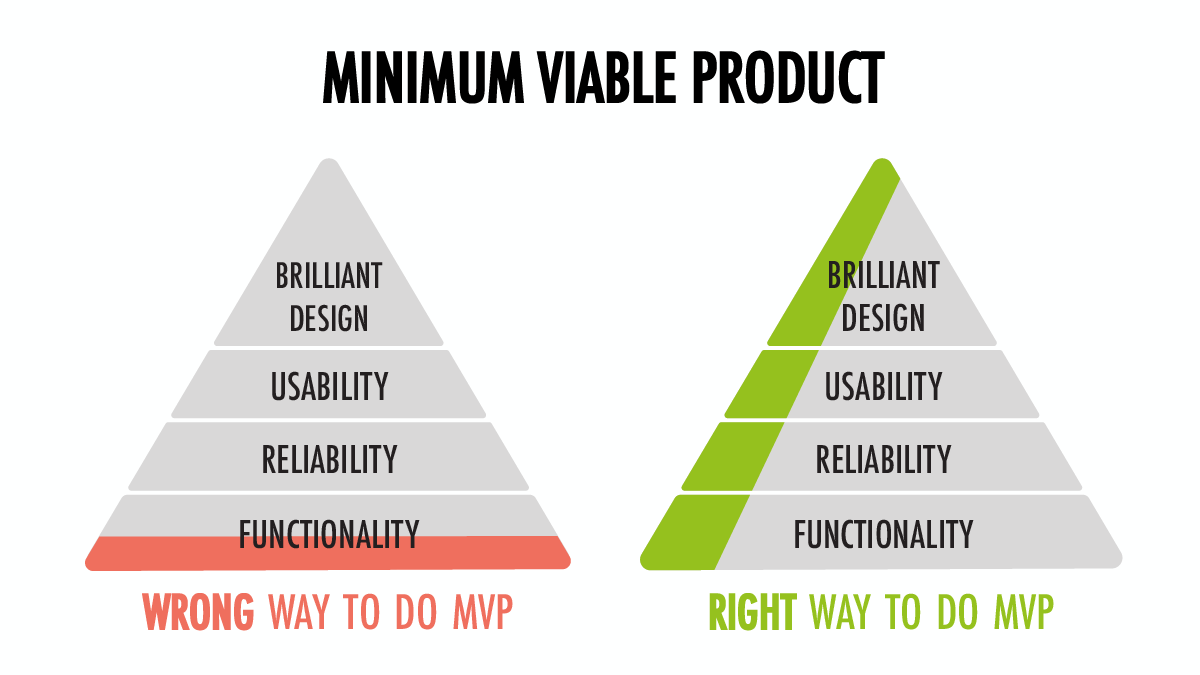 MINIMUM VIABLE PRODUCT
BRILLIANT
DESIGN
USABILITY
RELIABILITY
FUNCTIONALITY
WRONG WAY TO DO MVP
BRILLIANT
DESIGN
USABILITY
RELIABILITY
FUNCTIONALITY
RIGHT WAY TO DO MVP